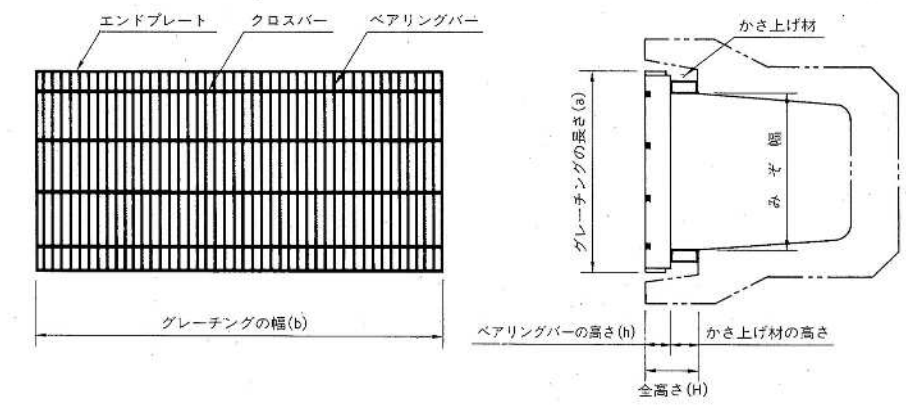 エンドプレート
クロスバー
ベアリングバー
グレーチングの幅(b)
かさ上げ材
グレーチングの長さ(a)
みぞ幅
ベアリングバーの高さ(h)
かさ上げ材の高さ
全高さ(H)